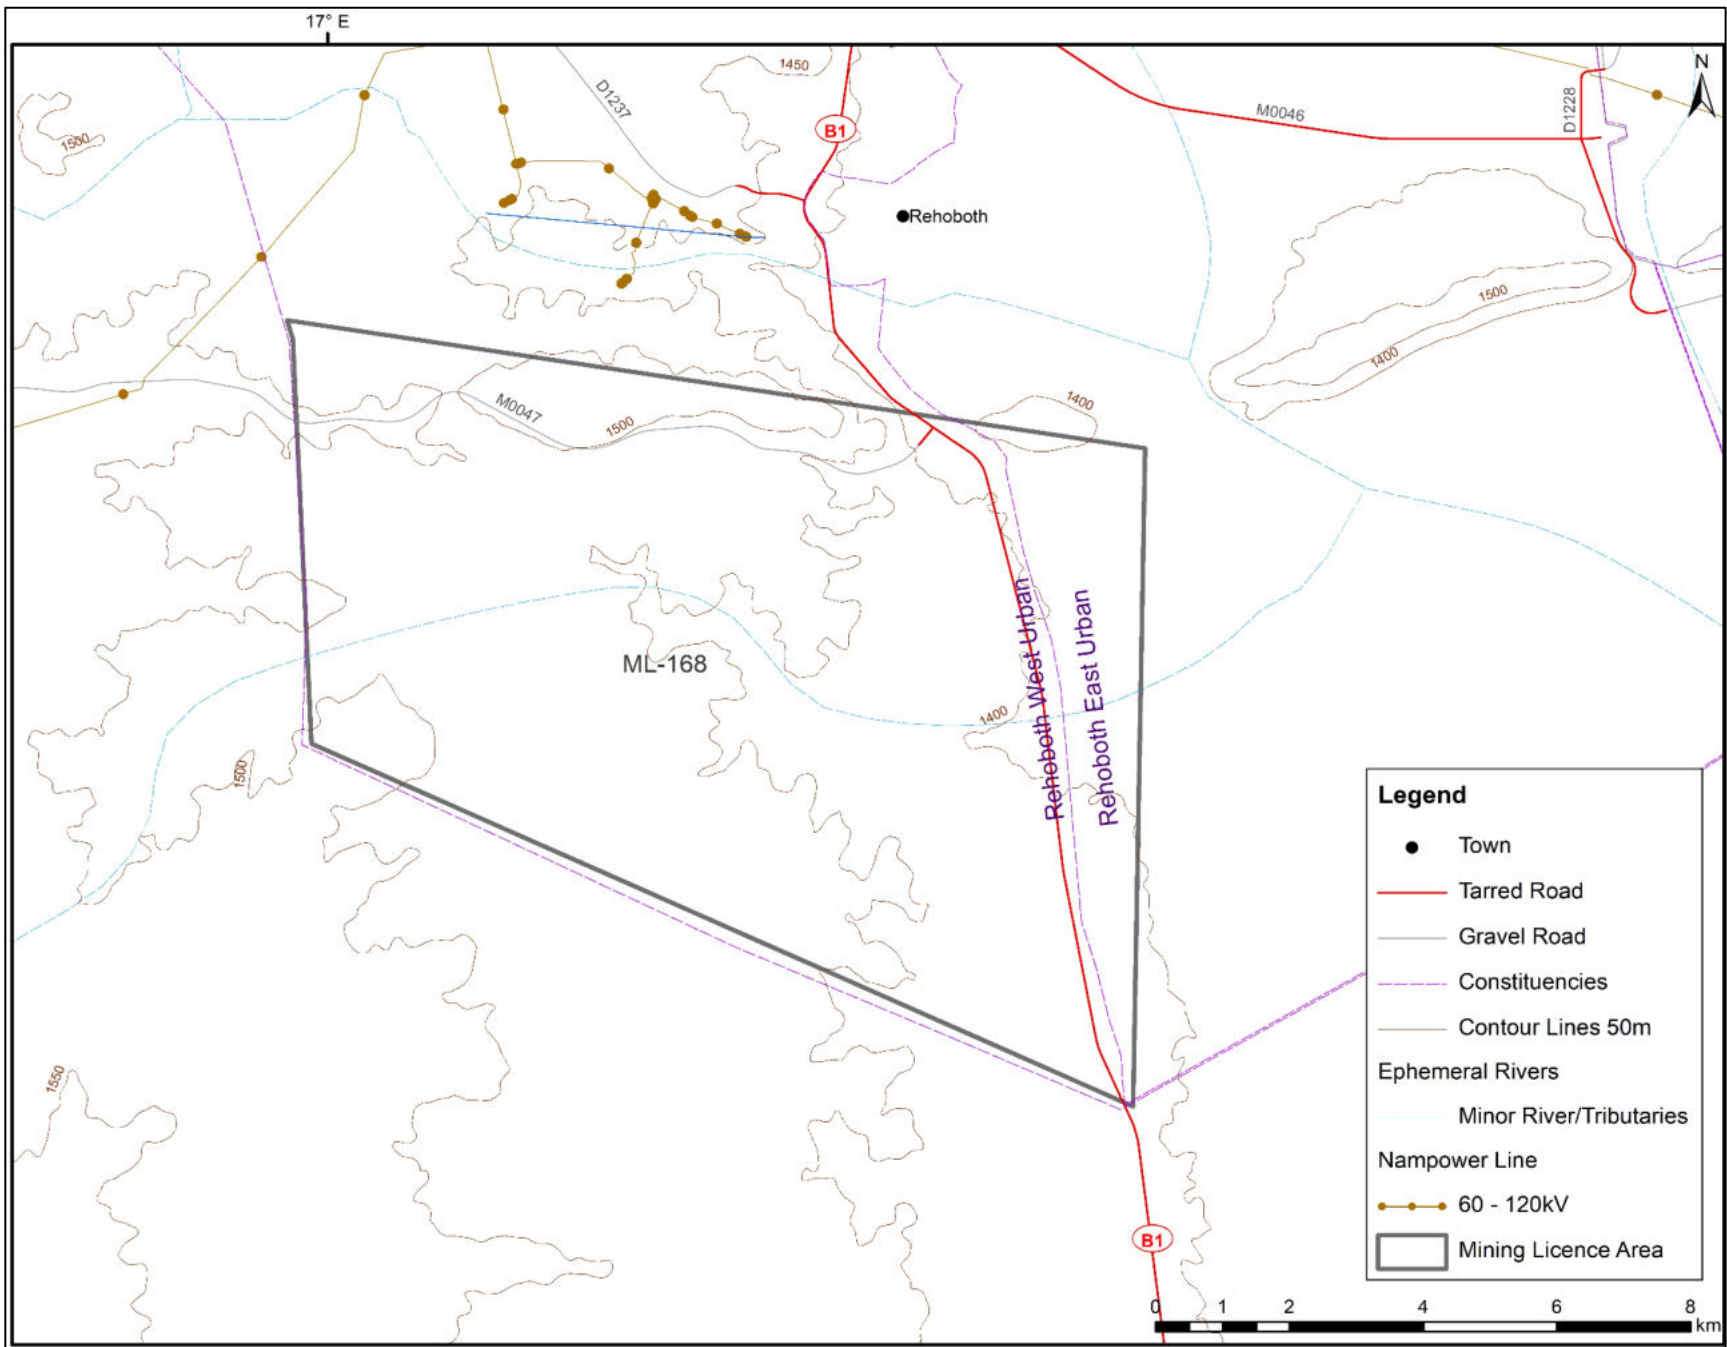 17° E
1450
N
D1237
B1
M0046
D1228
1500
Rehoboth
1500
1400
M0047
1500
1400
Rehoboth West Urban
Rehoboth East Urban
ML-168
1400
1500
1550
Legend
Town
Tarred Road
Gravel Road
Constituencies
Contour Lines 50m
Ephemeral Rivers
Minor River/Tributaries
Nampower Line
60 - 120kV
Mining Licence Area
B1
0 1 2 4 6 8
km